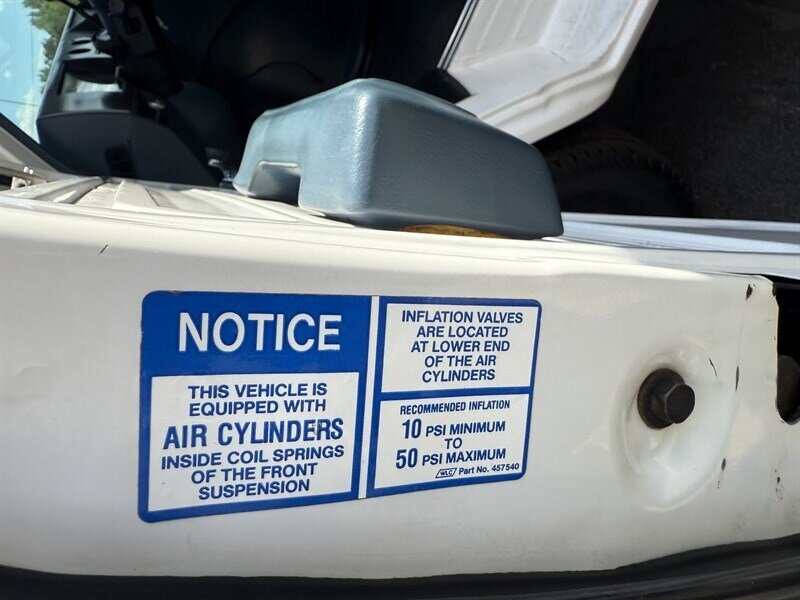 NOTICE
THIS VEHICLE IS
EQUIPPED WITH
AIR CYLINDERS
INSIDE COIL SPRINGS
OF THE FRONT
SUSPENSION
INFLATION VALVES
ARE LOCATED
AT LOWER END
OF THE AIR
CYLINDERS
RECOMMENDED INFLATION
10 PSI MINIMUM
TO
50 PSI MAXIMUM
WLC Part No. 457540